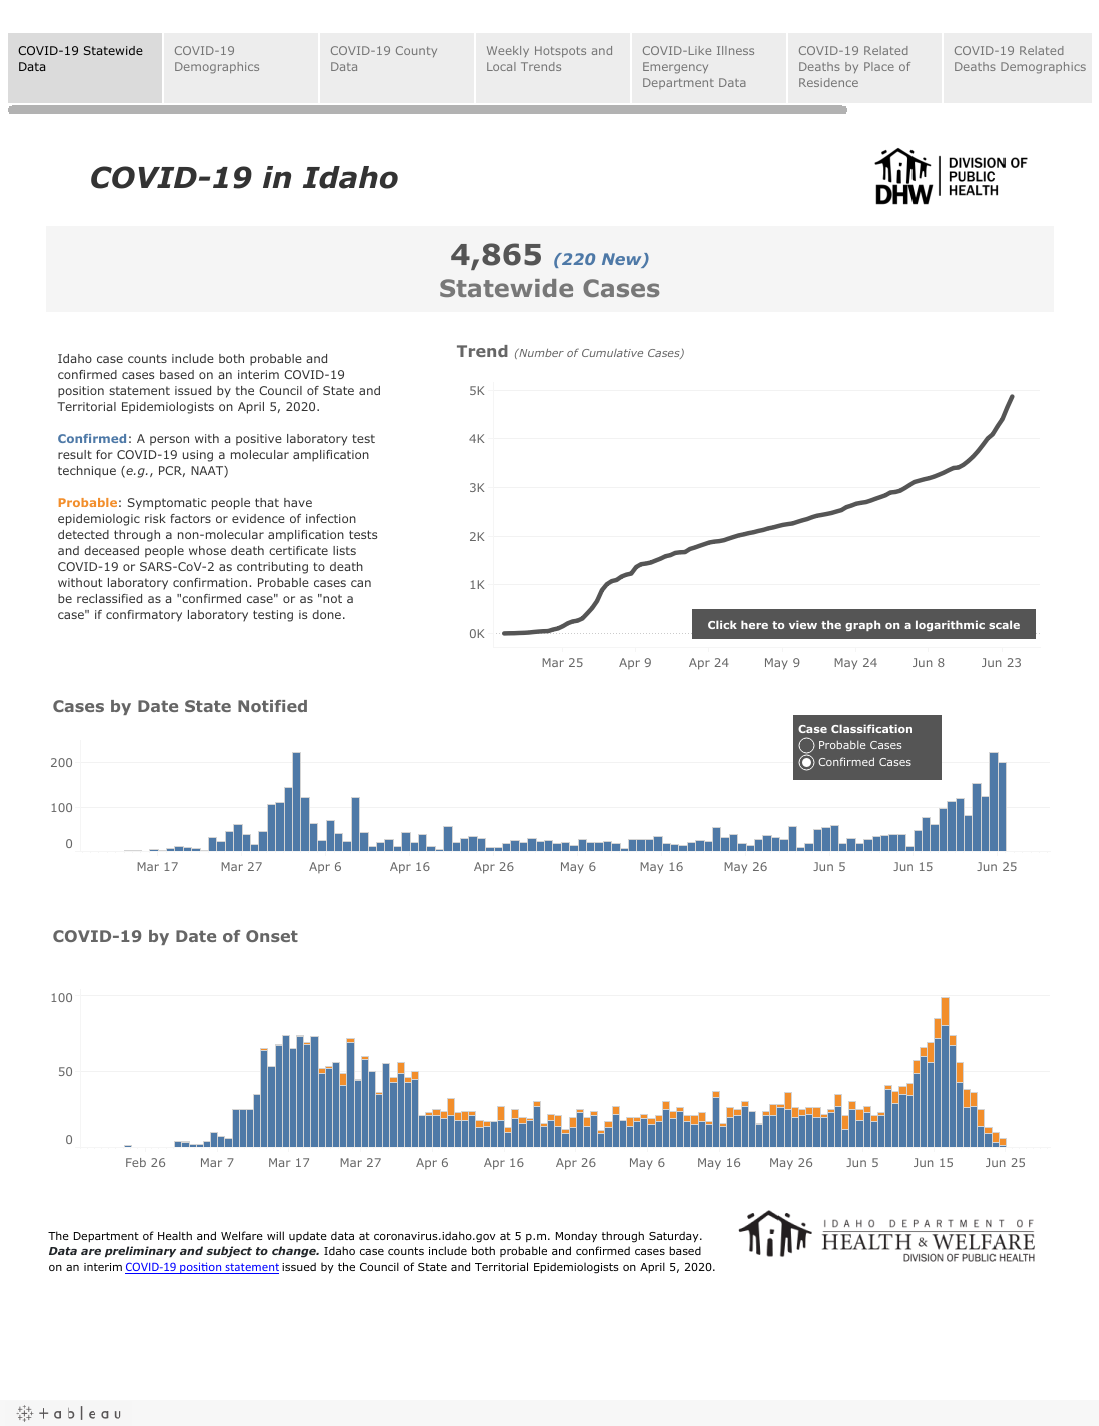 COVID-19 Statewide
Data
COVID-19
Demographics
COVID-19 County
Data
Weekly Hotspots and
Local Trends
COVID-Like Illness
Emergency
Department Data
COVID-19 Related
Deaths by Place of
Residence
COVID-19 Related
Deaths Demographics
COVID-19 in Idaho
DHW
DIVISION OF
PUBLIC
HEALTH
4,865 (220 New)
Statewide Cases
Idaho case counts include both probable and
confirmed cases based on an interim COVID-19
position statement issued by the Council of State and
Territorial Epidemiologists on April 5, 2020.
Confirmed: A person with a positive laboratory test
result for COVID-19 using a molecular amplification
technique (e.g., PCR, NAAT)
Probable: Symptomatic people that have
epidemiologic risk factors or evidence of infection
detected through a non-molecular amplification tests
and deceased people whose death certificate lists
COVID-19 or SARS-CoV-2 as contributing to death
without laboratory confirmation. Probable cases can
be reclassified as a "confirmed case" or as "not a
case" if confirmatory laboratory testing is done.
Trend (Number of Cumulative Cases)
5K
4K
3K
2K
1K
0K
Click here to view the graph on a logarithmic scale
Mar 25 Apr 9 Apr 24 May 9 May 24 Jun 8 Jun 23
Cases by Date State Notified
Case Classification
Probable Cases
Confirmed Cases
200
100
0
Mar 17 Mar 27 Apr 6 Apr 16 Apr 26 May 6 May 16 May 26 Jun 5 Jun 15 Jun 25
COVID-19 by Date of Onset
100
50
0
Feb 26 Mar 7 Mar 17 Mar 27 Apr 6 Apr 16 Apr 26 May 6 May 16 May 26 Jun 5 Jun 15 Jun 25
The Department of Health and Welfare will update data at coronavirus.idaho.gov at 5 p.m. Monday through Saturday.
Data are preliminary and subject to change. Idaho case counts include both probable and confirmed cases based
on an interim COVID-19 position statement issued by the Council of State and Territorial Epidemiologists on April 5, 2020.
IDAHO DEPARTMENT OF
HEALTH & WELFARE
DIVISION OF PUBLIC HEALTH
+ableau